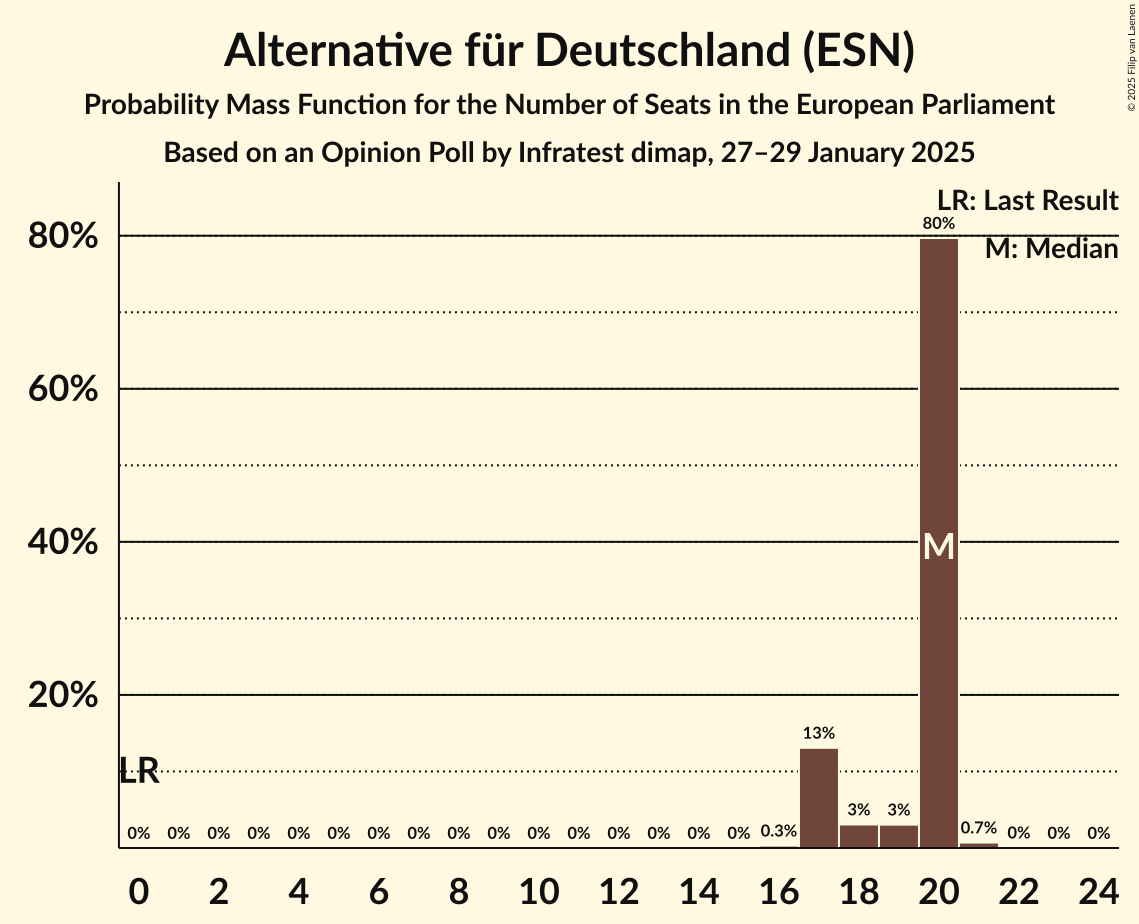 Alternative für Deutschland (ESN)
Probability Mass Function for the Number of Seats in the European Parliament
Based on an Opinion Poll by Infratest dimap, 27–29 January 2025
© 2025 Filip van Laenen
LR: Last Result
M: Median
80%
60%
40%
20%
LR
M
0% 0% 0% 0% 0% 0% 0% 0% 0% 0% 0% 0% 0% 0% 0% 0% 0.3% 13% 3% 3% 80% 0.7% 0% 0% 0%
0 2 4 6 8 10 12 14 16 18 20 22 24